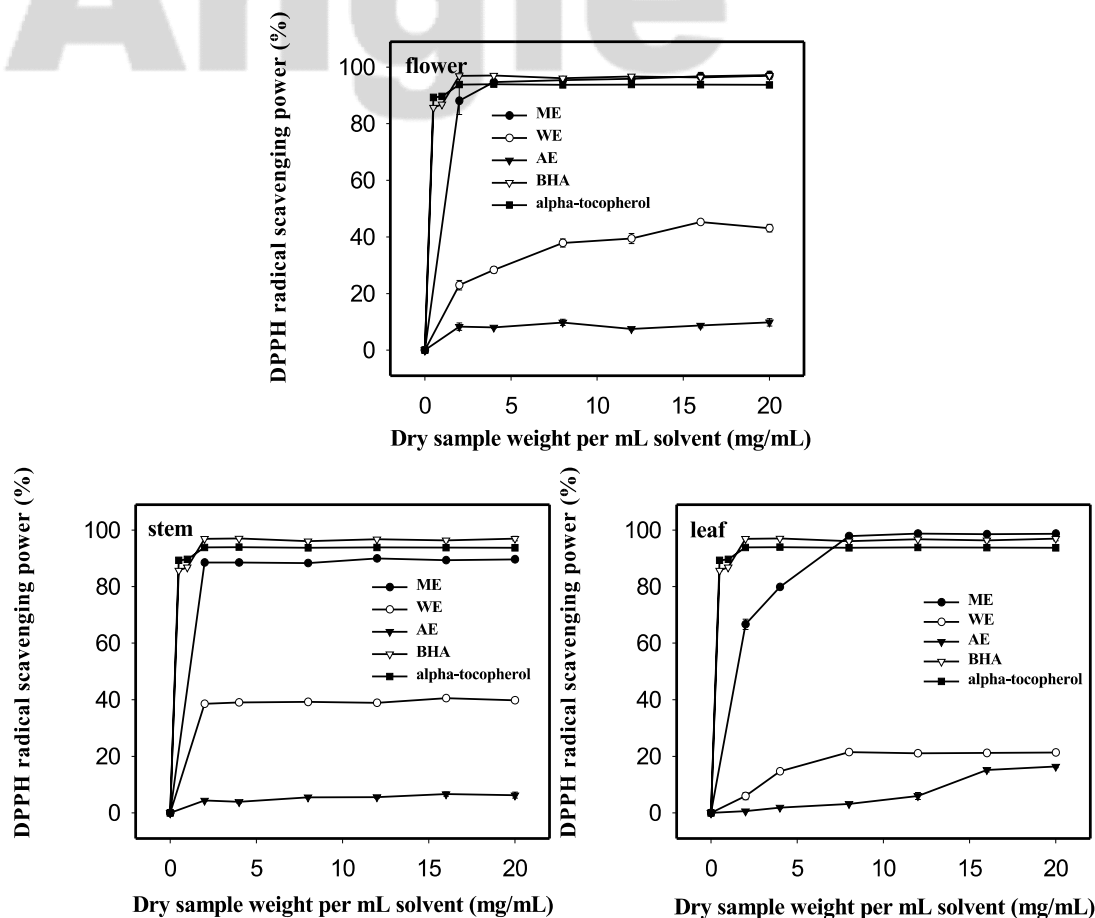 Angle
flower
ME
WE
AE
BHA
alpha-tocopherol
DPPH radical scavenging power (%)
100
80
60
40
20
0
0 5 10 15 20
Dry sample weight per mL solvent (mg/mL)
stem
ME
WE
AE
BHA
alpha-tocopherol
DPPH radical scavenging power (%)
100
80
60
40
20
0
0 5 10 15 20
Dry sample weight per mL solvent (mg/mL)
leaf
ME
WE
AE
BHA
alpha-tocopherol
DPPH radical scavenging power (%)
100
80
60
40
20
0
0 5 10 15 20
Dry sample weight per mL solvent (mg/mL)